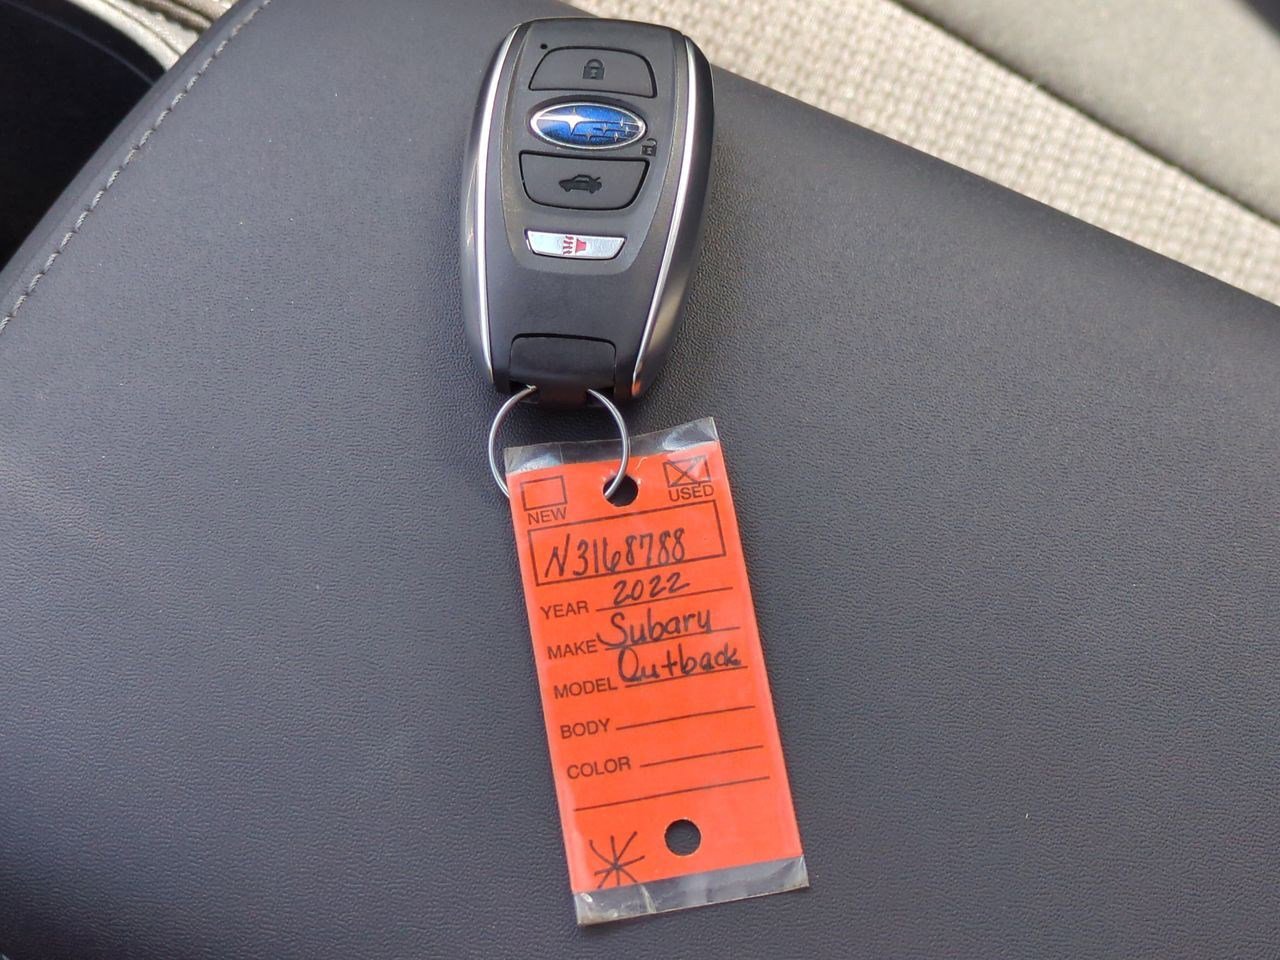 NEW USED
N3168788
YEAR 2022
MAKE Subaru
MODEL Outback
BODY
COLOR